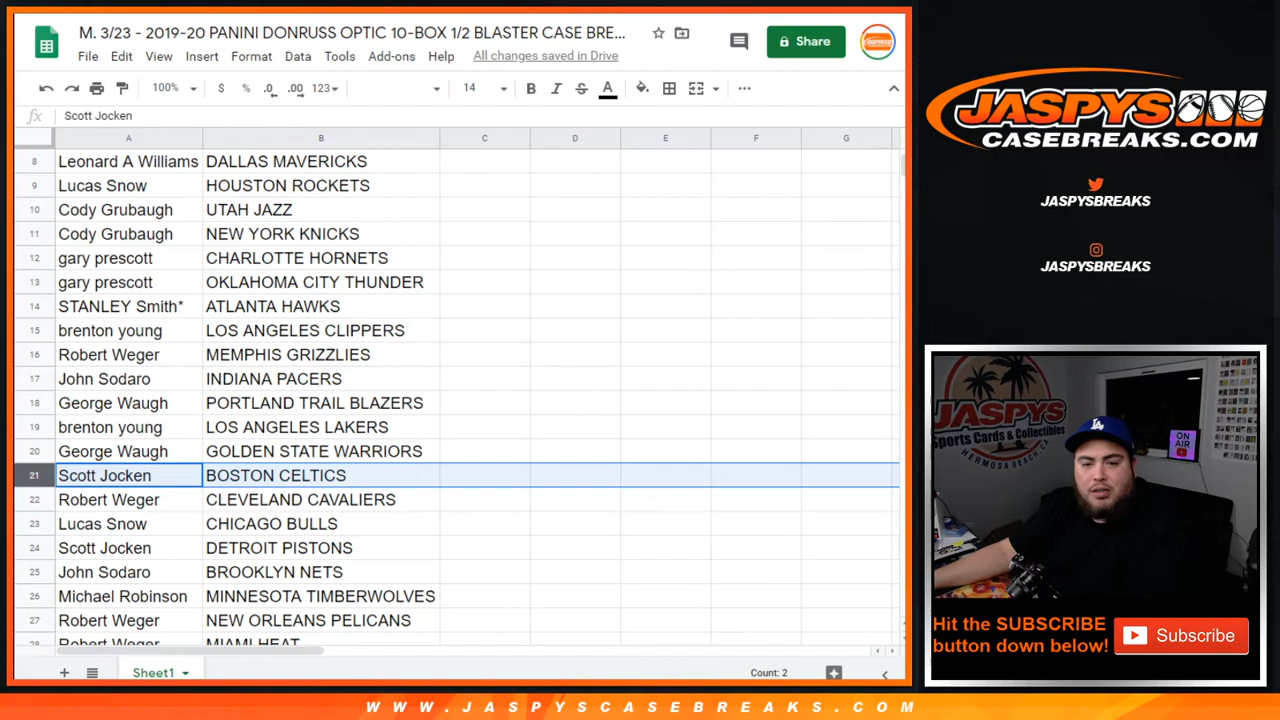 M. 3/23 - 2019-20 PANINI DONRUSS OPTIC 10-BOX 1/2 BLASTER CASE BRE...
Share
File Edit View Insert Format Data Tools Add-ons Help All changes saved in Drive
100% $ % .0 .00 123 14 B I S A
fx Scott Jocken
A B C D E F G
8 Leonard A Williams DALLAS MAVERICKS
9 Lucas Snow HOUSTON ROCKETS
10 Cody Grubaugh UTAH JAZZ
11 Cody Grubaugh NEW YORK KNICKS
12 gary prescott CHARLOTTE HORNETS
13 gary prescott OKLAHOMA CITY THUNDER
14 STANLEY Smith* ATLANTA HAWKS
15 brenton young LOS ANGELES CLIPPERS
16 Robert Weger MEMPHIS GRIZZLIES
17 John Sodaro INDIANA PACERS
18 George Waugh PORTLAND TRAIL BLAZERS
19 brenton young LOS ANGELES LAKERS
20 George Waugh GOLDEN STATE WARRIORS
21 Scott Jocken BOSTON CELTICS
22 Robert Weger CLEVELAND CAVALIERS
23 Lucas Snow CHICAGO BULLS
24 Scott Jocken DETROIT PISTONS
25 John Sodaro BROOKLYN NETS
26 Michael Robinson MINNESOTA TIMBERWOLVES
27 Robert Weger NEW ORLEANS PELICANS
28 Robert Weger MIAMI HEAT
Sheet1
Count: 2
JASPYS
CASEBREAKS.COM
JASPYSBREAKS
JASPYSBREAKS
JASPYS
Sports Cards & Collectibles
HERMOSA BEACH, CA
ON
AIR
LA
Hit the SUBSCRIBE
button down below!
Subscribe
WWW.JASPYSCASEBREAKS.COM